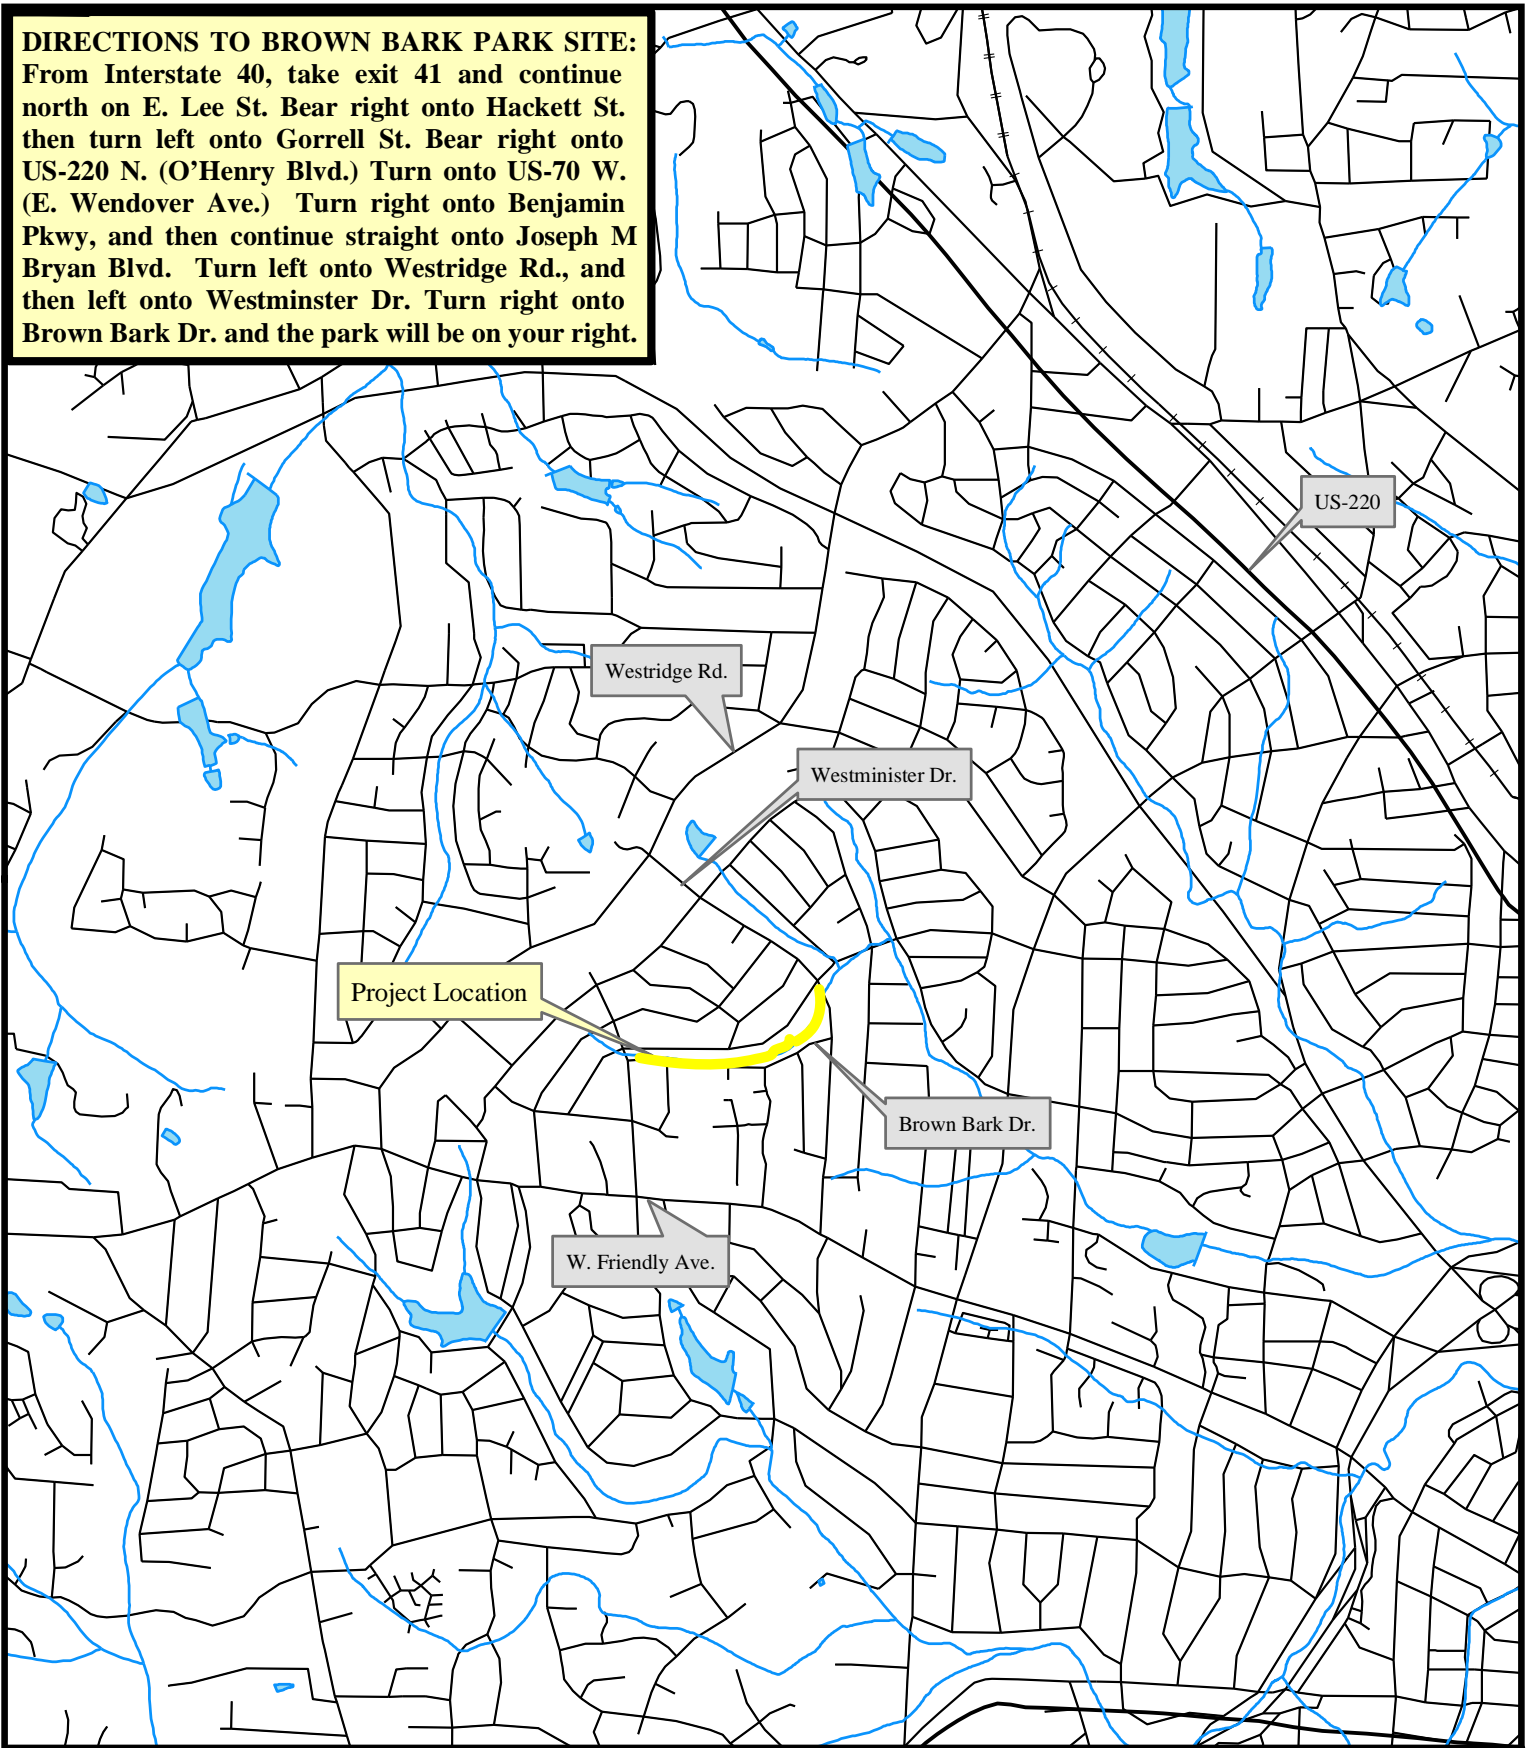 DIRECTIONS TO BROWN BARK PARK SITE:
From Interstate 40, take exit 41 and continue
north on E. Lee St. Bear right onto Hackett St.
then turn left onto Gorrell St. Bear right onto
US-220 N. (O’Henry Blvd.) Turn onto US-70 W.
(E. Wendover Ave.) Turn right onto Benjamin
Pkwy, and then continue straight onto Joseph M
Bryan Blvd. Turn left onto Westridge Rd., and
then left onto Westminster Dr. Turn right onto
Brown Bark Dr. and the park will be on your right.
US-220
Westridge Rd.
Westminister Dr.
Project Location
Brown Bark Dr.
W. Friendly Ave.